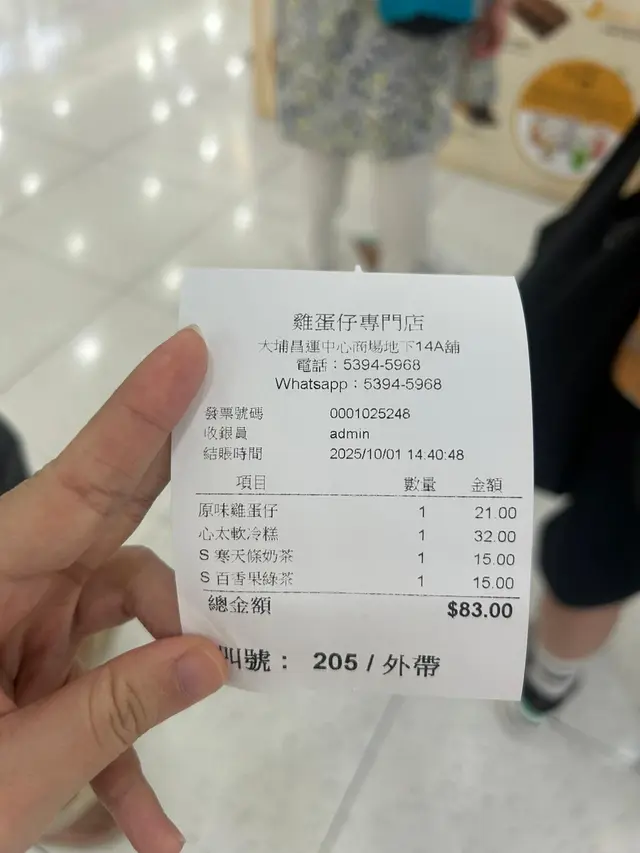 雞蛋仔專門店
大埔昌運中心商場地下14A舖
電話：5394-5968
Whatsapp：5394-5968
發票號碼 0001025248
收銀員 admin
結賬時間 2025/10/01 14:40:48
項目 數量 金額
原味雞蛋仔 1 21.00
心太軟冷糕 1 32.00
S 寒天條奶茶 1 15.00
S 百香果綠茶 1 15.00
總金額 $83.00
叫號： 205 / 外帶